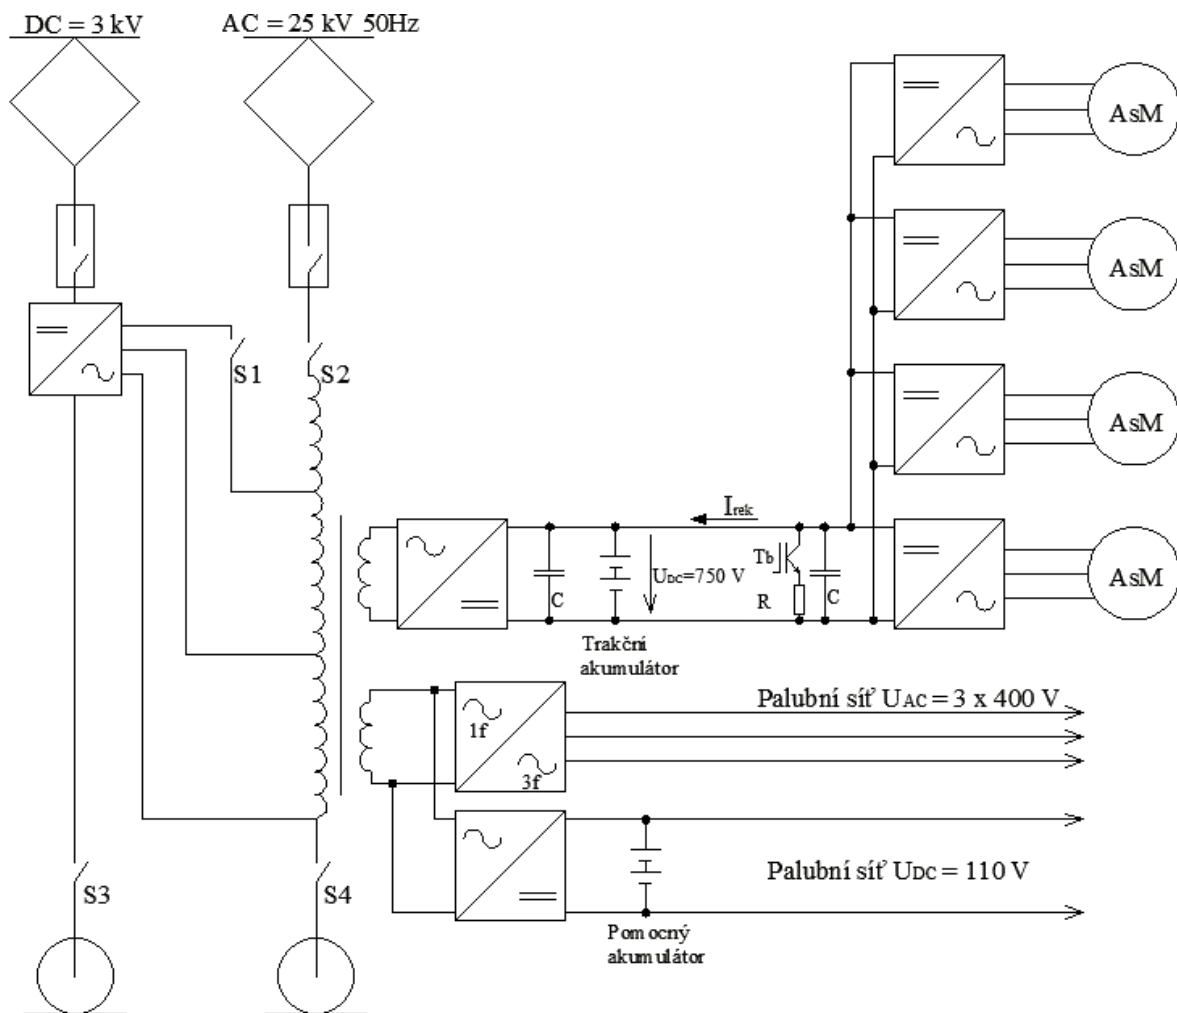 DC = 3 kV
AC = 25 kV 50Hz
AsM
AsM
S1
S2
AsM
Irek
Tb
UDC=750 V
C
R
C
AsM
Trakční
akumulátor
Palubní síť UAC = 3 x 400 V
1f
3f
Palubní síť UDC = 110 V
S3
S4
Pomocný
akumulátor